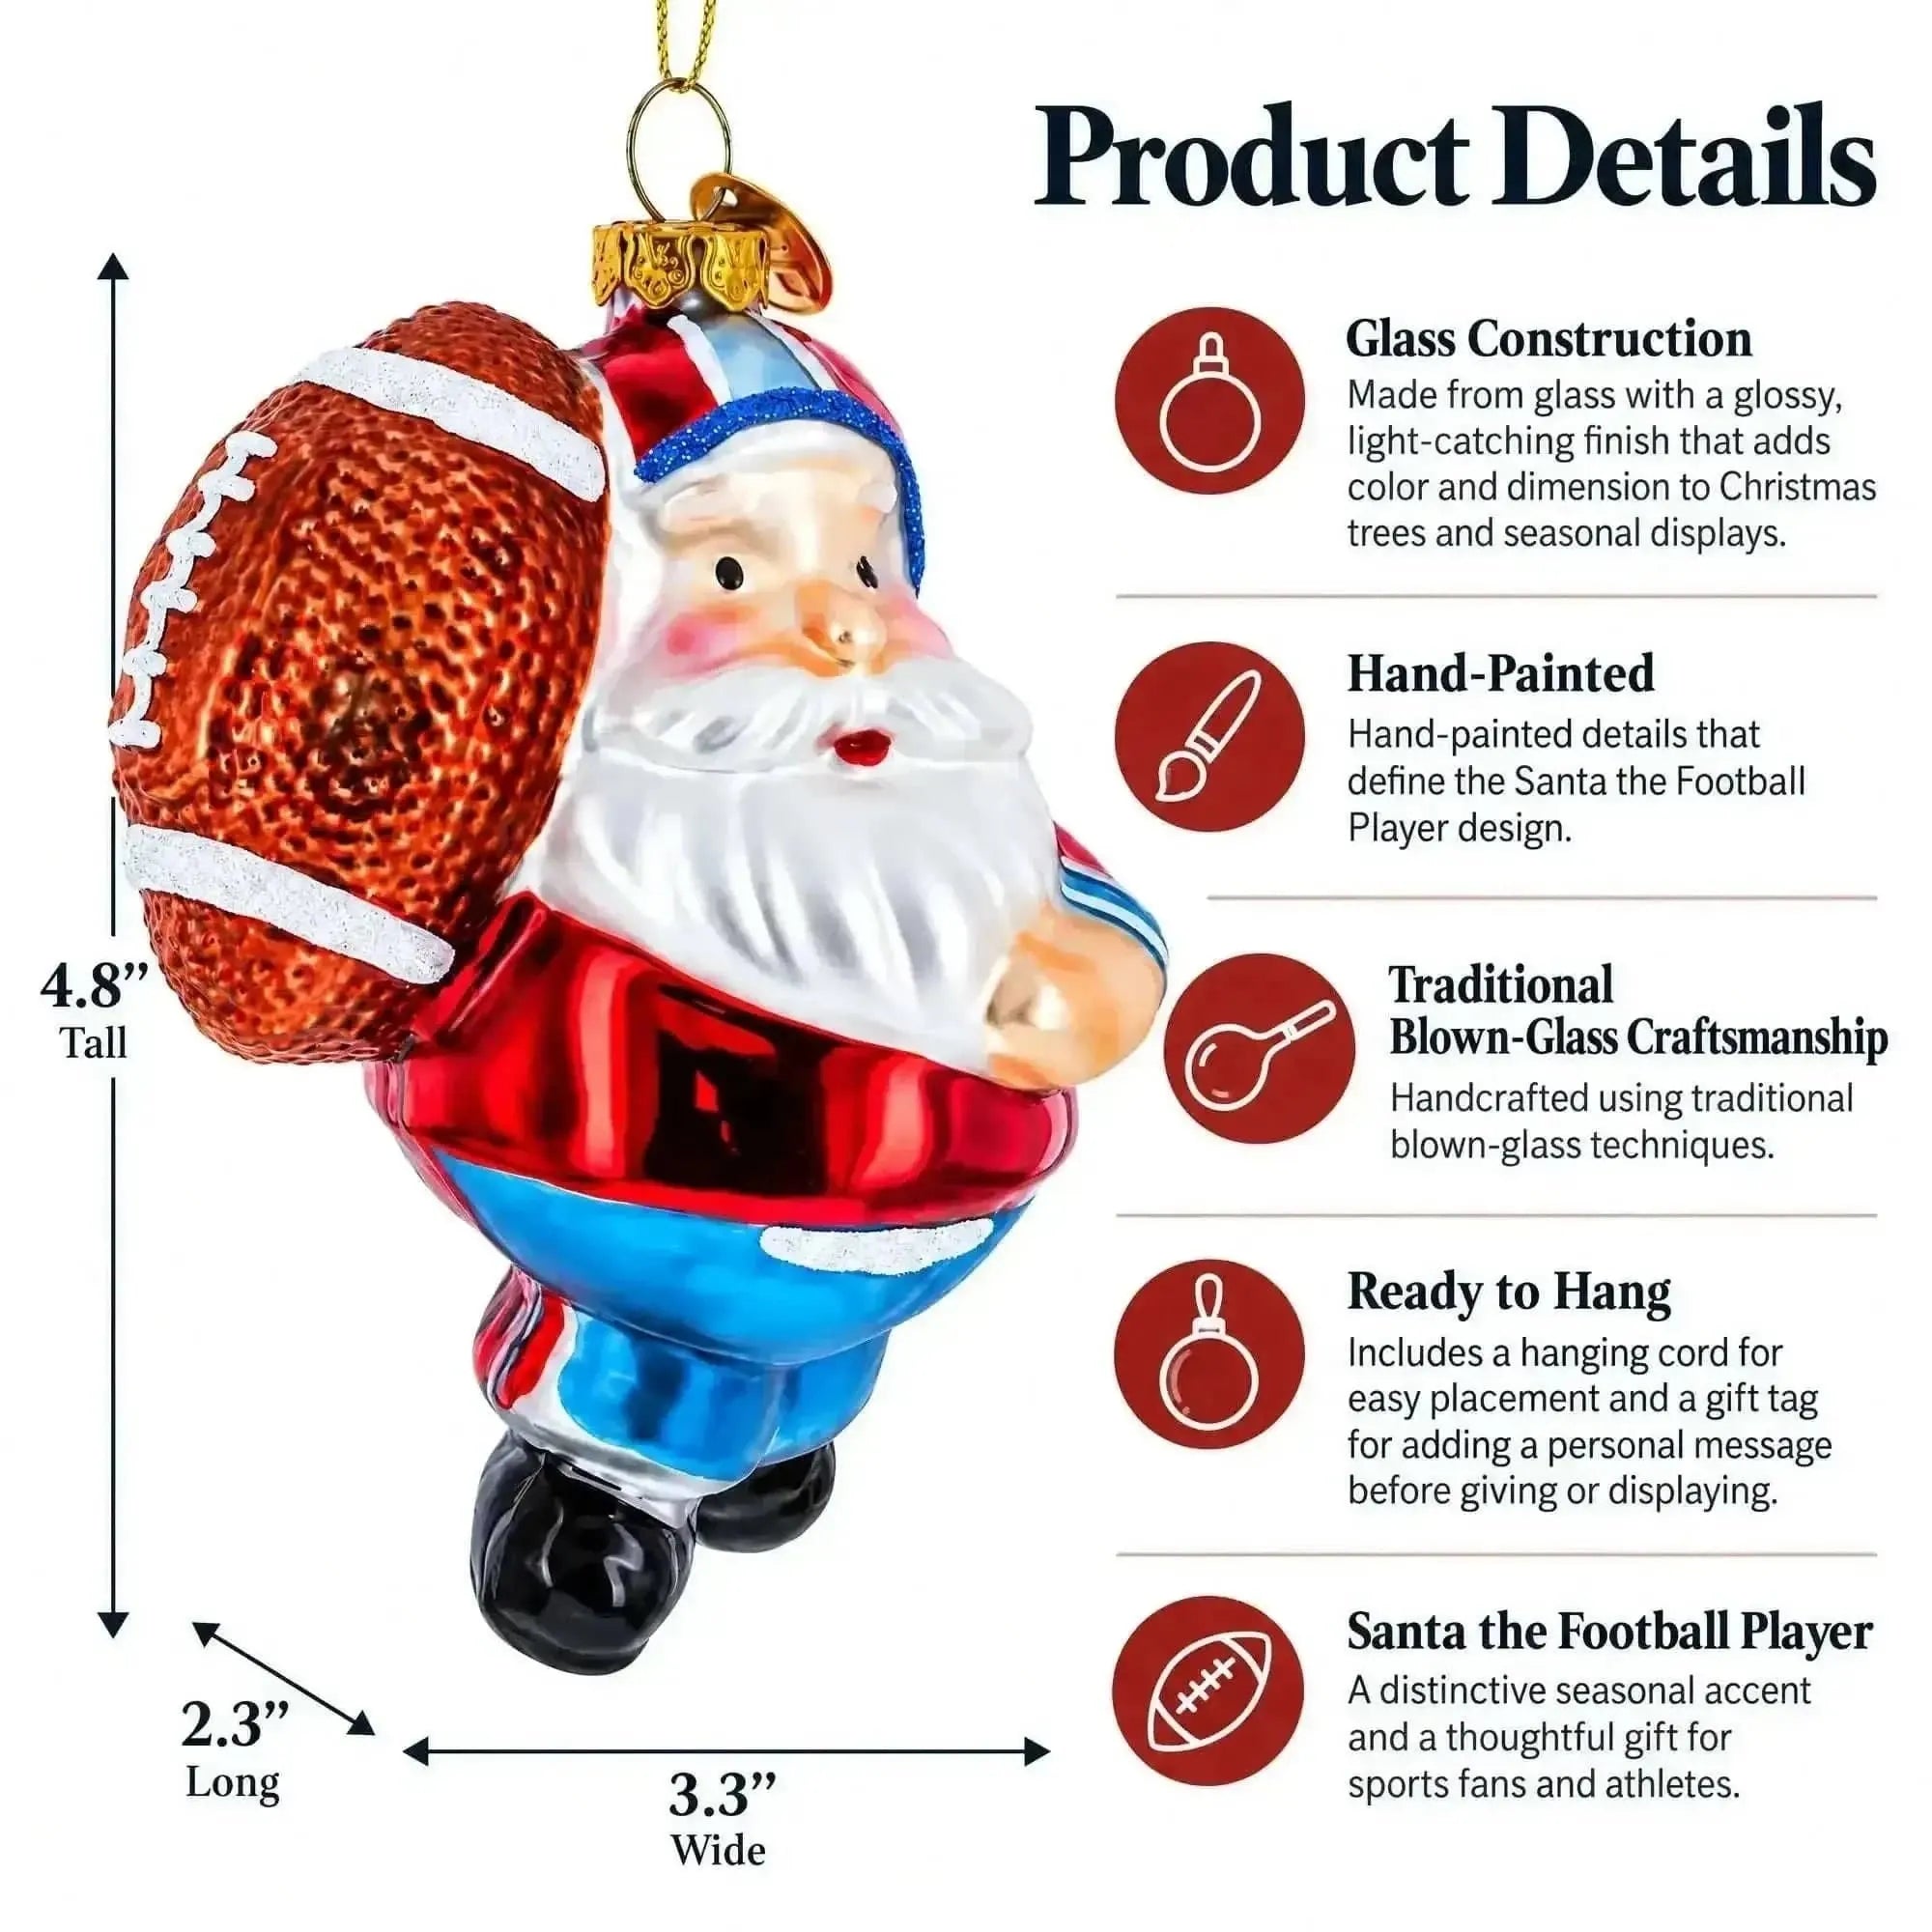 Product Details
Glass Construction
Made from glass with a glossy,
light-catching finish that adds
color and dimension to Christmas
trees and seasonal displays.
Hand-Painted
Hand-painted details that
define the Santa the Football
Player design.
Traditional
Blown-Glass Craftsmanship
Handcrafted using traditional
blown-glass techniques.
Ready to Hang
Includes a hanging cord for
easy placement and a gift tag
for adding a personal message
before giving or displaying.
Santa the Football Player
A distinctive seasonal accent
and a thoughtful gift for
sports fans and athletes.
4.8”
Tall
2.3”
Long
3.3”
Wide